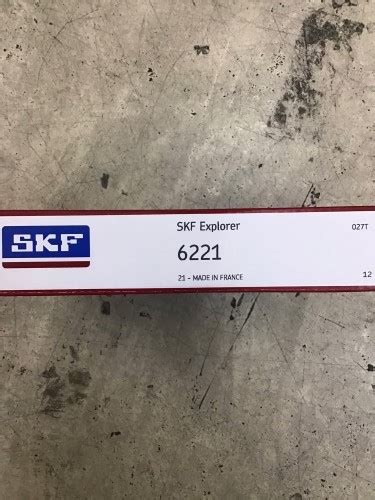 SKF
SKF Explorer
027T
6221
21 - MADE IN FRANCE
12